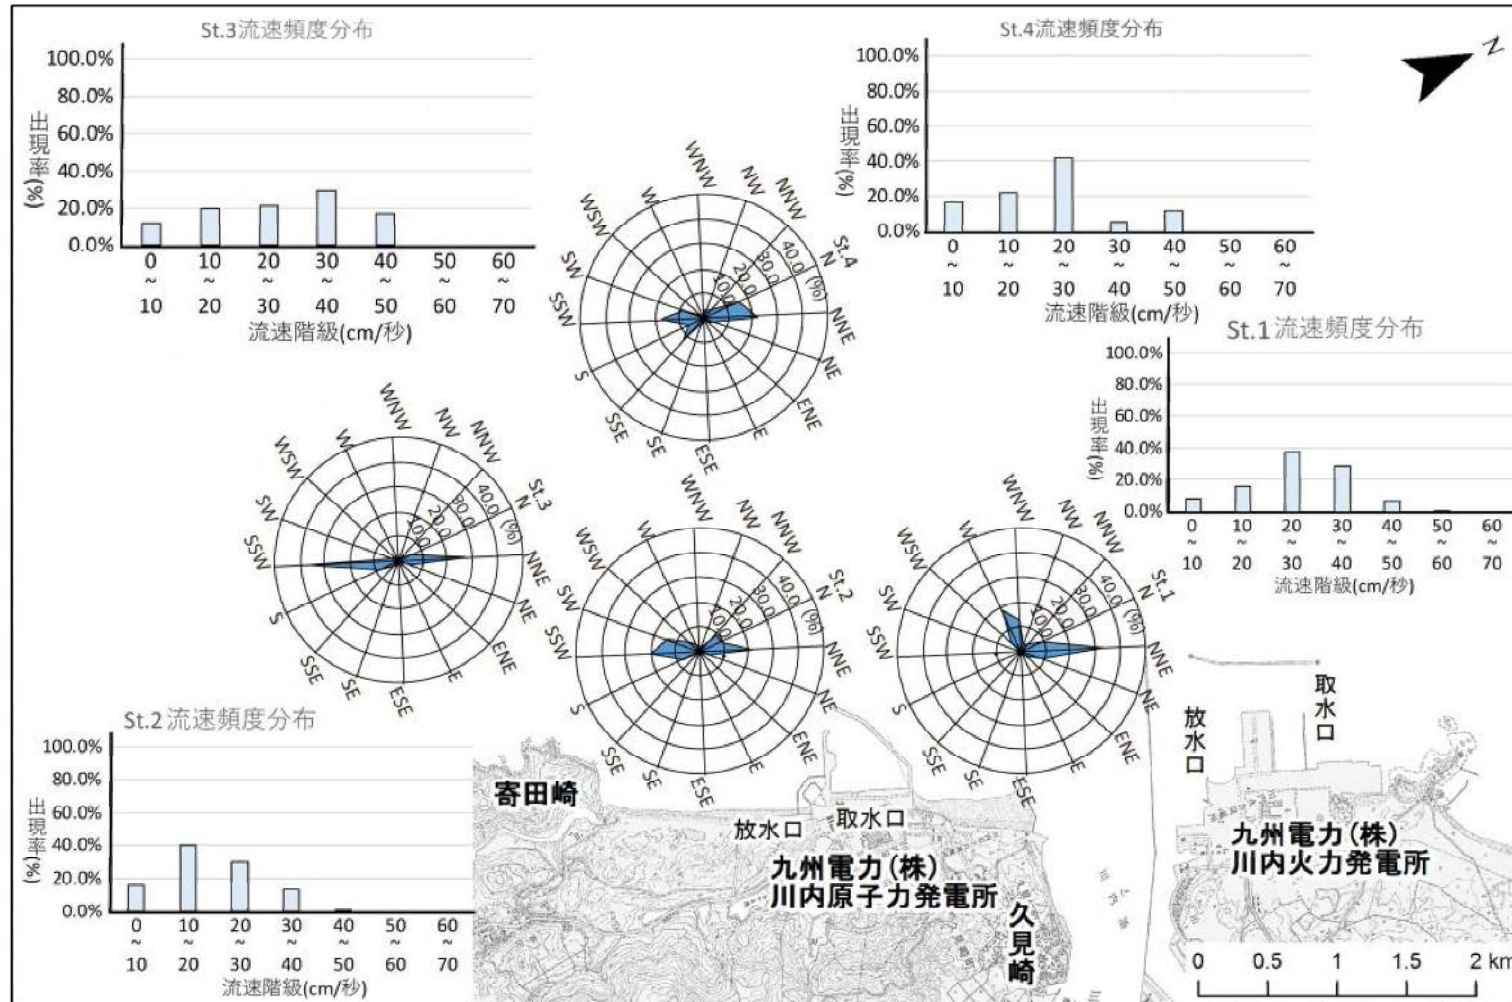 St.3流速頻度分布
100.0%
80.0%
60.0%
40.0%
20.0%
0.0%
出現率(%)
0~10
10~20
20~30
30~40
40~50
50~60
60~70
流速階級(cm/秒)
St.4流速頻度分布
100.0%
80.0%
60.0%
40.0%
20.0%
0.0%
出現率(%)
0~10
10~20
20~30
30~40
40~50
50~60
60~70
流速階級(cm/秒)
N
St.1流速頻度分布
100.0%
80.0%
60.0%
40.0%
20.0%
0.0%
出現率(%)
0~10
10~20
20~30
30~40
40~50
50~60
60~70
流速階級(cm/秒)
St.4
WNW
NW
NNW
N
NNE
NE
ENE
E
ESE
SE
SSE
S
SSW
SW
WSW
W
10.0
20.0
30.0
40.0
(%)
St.3
WNW
NW
NNW
N
NNE
NE
ENE
E
ESE
SE
SSE
S
SSW
SW
WSW
W
10.0
20.0
30.0
40.0
(%)
St.2
WNW
NW
NNW
N
NNE
NE
ENE
E
ESE
SE
SSE
S
SSW
SW
WSW
W
10.0
20.0
30.0
40.0
(%)
St.1
WNW
NW
NNW
N
NNE
NE
ENE
E
ESE
SE
SSE
S
SSW
SW
WSW
W
10.0
20.0
30.0
40.0
(%)
St.2流速頻度分布
100.0%
80.0%
60.0%
40.0%
20.0%
0.0%
出現率(%)
0~10
10~20
20~30
30~40
40~50
50~60
60~70
流速階級(cm/秒)
寄田崎
放水口
取水口
九州電力(株)
川内原子力発電所
久見崎
放水口
取水口
九州電力(株)
川内火力発電所
0 0.5 1 1.5 2 km